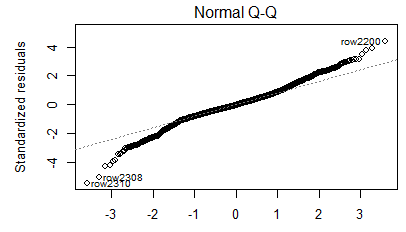 Normal Q-Q
Standardized residuals
4
2
0
-2
-4
row2200
row2308
row2310
-3
-2
-1
0
1
2
3